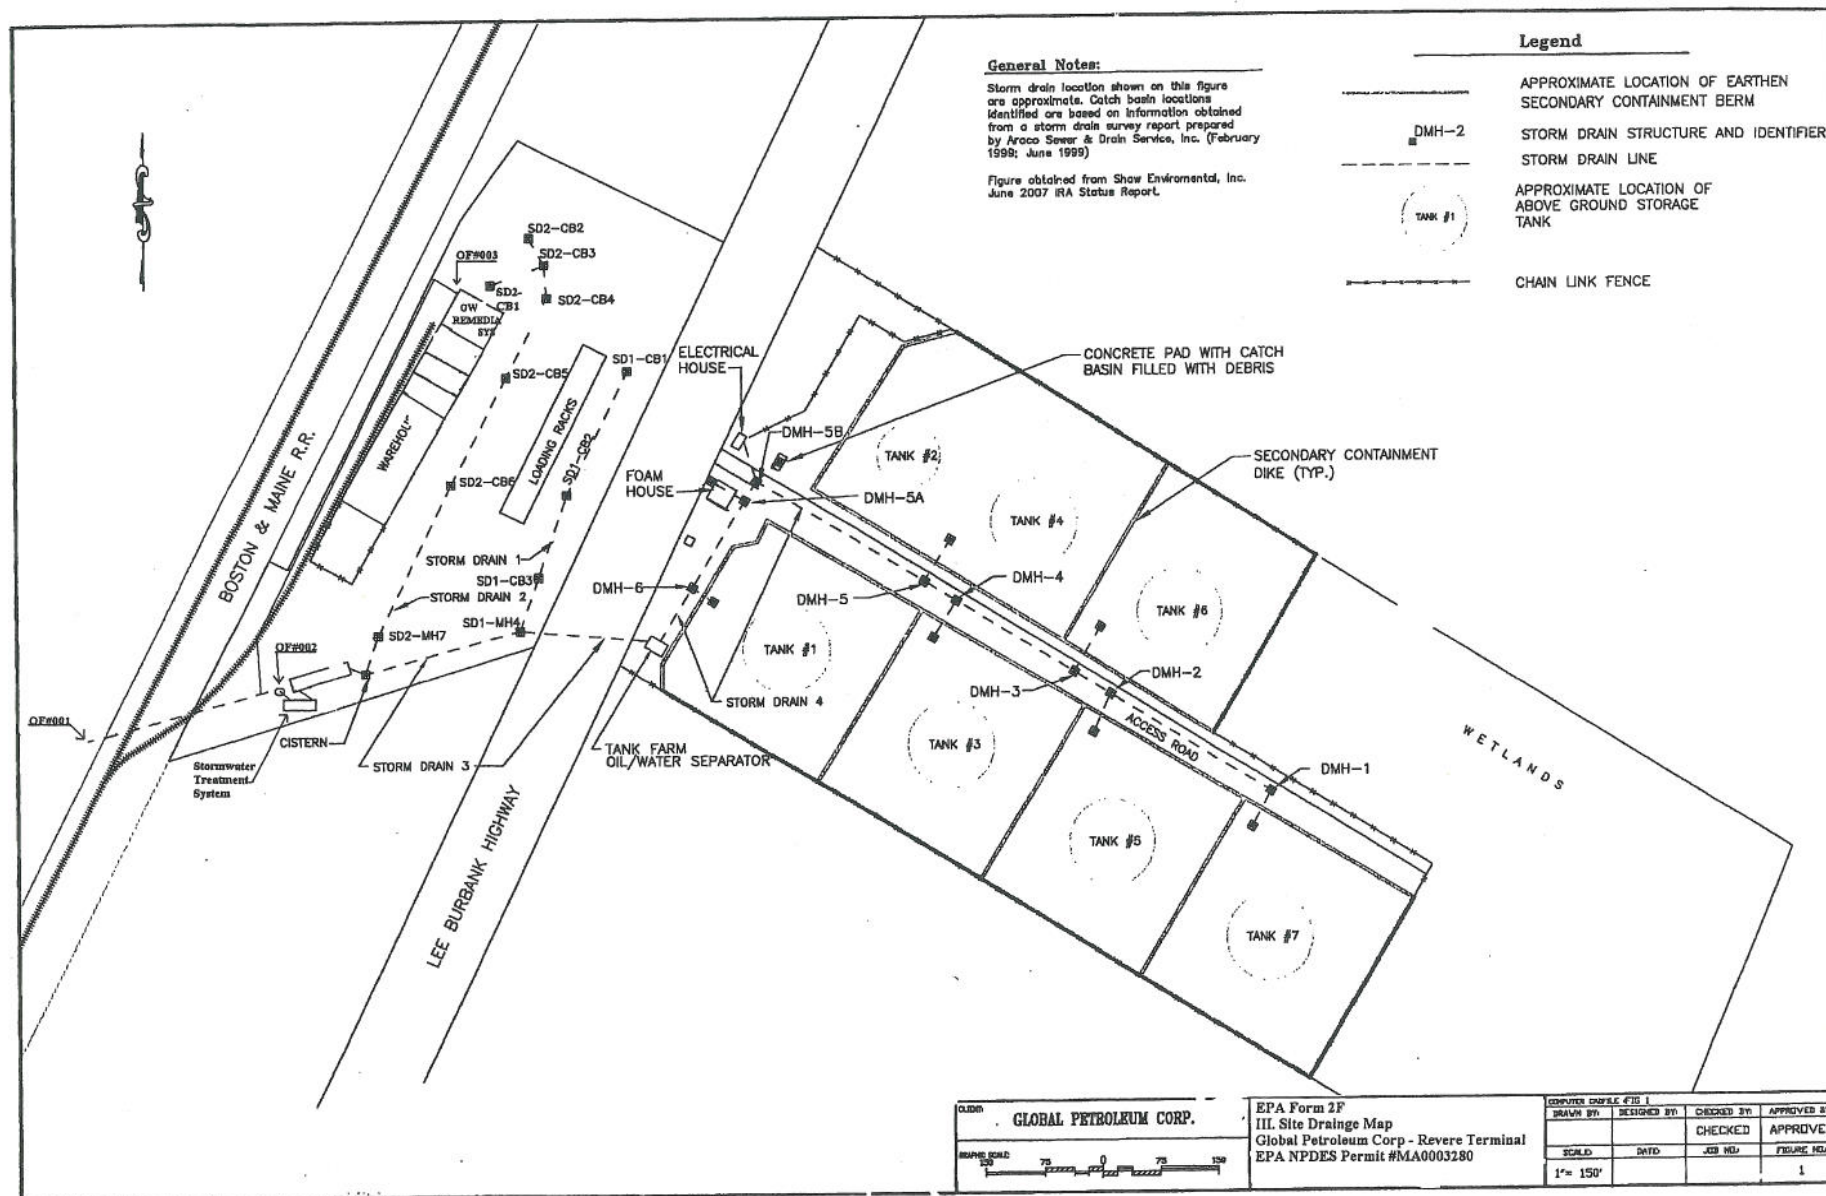 General Notes:
Storm drain location shown on this figure
are approximate. Catch basin locations
identified are based on information obtained
from a storm drain survey report prepared
by Araco Sewer & Drain Service, Inc. (February
1999; June 1999)
Figure obtained from Shaw Enviromental, Inc.
June 2007 IRA Status Report.
Legend
APPROXIMATE LOCATION OF EARTHEN
SECONDARY CONTAINMENT BERM
DMH-2
STORM DRAIN STRUCTURE AND IDENTIFIER
STORM DRAIN LINE
TANK #1
APPROXIMATE LOCATION OF
ABOVE GROUND STORAGE
TANK
CHAIN LINK FENCE
SD2-CB2
SD2-CB3
OF#003
SD2-
CB1
SD2-CB4
GW
REMEDIA
SYS
ELECTRICAL
HOUSE
SD1-CB1
SD2-CB5
CONCRETE PAD WITH CATCH
BASIN FILLED WITH DEBRIS
LOADING RACKS
WAREHOU
SD1-CB2
DMH-5B
TANK #2
SECONDARY CONTAINMENT
DIKE (TYP.)
BOSTON & MAINE R.R.
SD2-CB6
FOAM
HOUSE
DMH-5A
TANK #4
STORM DRAIN 1
SD1-CB3
STORM DRAIN 2
DMH-6
DMH-5
DMH-4
TANK #6
SD2-MH7
SD1-MH4
OF#002
TANK #1
DMH-3
DMH-2
STORM DRAIN 4
OF#001
CISTERN
STORM DRAIN 3
TANK FARM
OIL/WATER SEPARATOR
TANK #3
ACCESS ROAD
WETLANDS
Stormwater
Treatment
System
DMH-1
LEE BURBANK HIGHWAY
TANK #5
TANK #7
CLIENT:
GLOBAL PETROLEUM CORP.
GRAPHIC SCALE:
150 75 0 75 150
EPA Form 2F
III. Site Drainge Map
Global Petroleum Corp - Revere Terminal
EPA NPDES Permit #MA0003280
DRAWN BY: DESIGNED BY: CHECKED BY: APPROVED B
CHECKED APPROVE
SCALE: DATE: JOB NO.: FIGURE NO.
1"= 150' 1